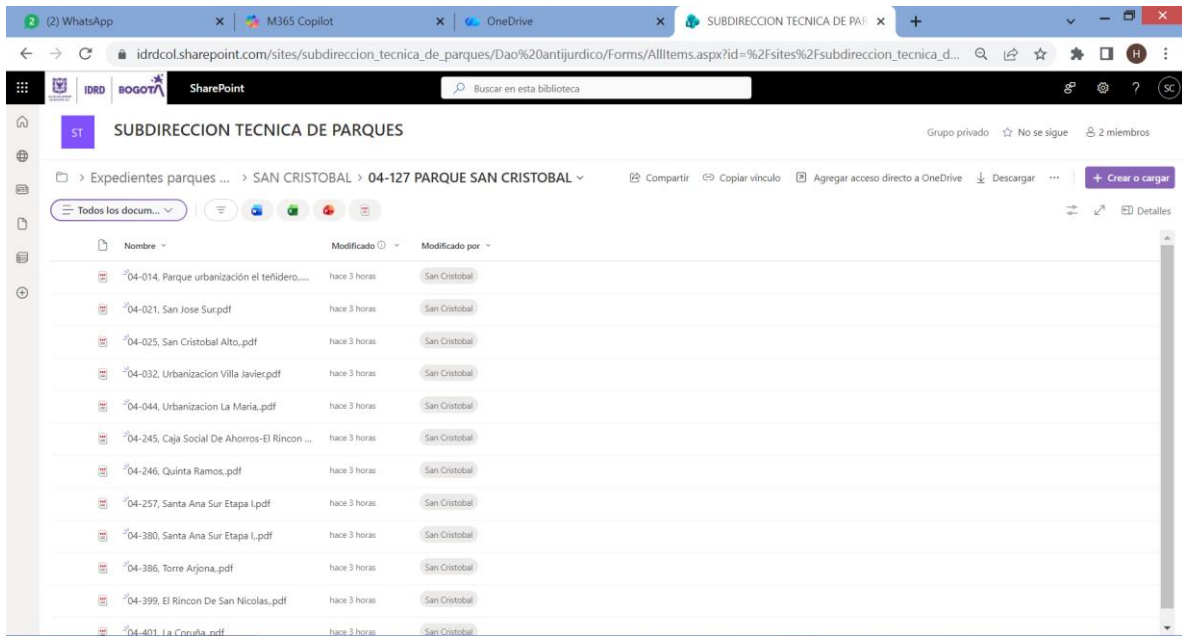 2 (2) WhatsApp
M365 Copilot
OneDrive
SUBDIRECCION TECNICA DE PAR
idrdcol.sharepoint.com/sites/subdireccion_tecnica_de_parques/Dao%20antijurdico/Forms/AllItems.aspx?id=%2Fsites%2Fsubdireccion_tecnica_d...
H
IDRD BOGOTÁ SharePoint
Buscar en esta biblioteca
? SC
ST SUBDIRECCION TECNICA DE PARQUES
Grupo privado No se sigue 2 miembros
> Expedientes parques ... > SAN CRISTOBAL > 04-127 PARQUE SAN CRISTOBAL
Compartir Copiar vínculo Agregar acceso directo a OneDrive Descargar ... + Crear o cargar
Todos los docum...
Detalles
Nombre Modificado Modificado por
04-014, Parque urbanización el teñidero,.... hace 3 horas San Cristobal
04-021, San Jose Sur.pdf hace 3 horas San Cristobal
04-025, San Cristobal Alto,.pdf hace 3 horas San Cristobal
04-032, Urbanizacion Villa Javier.pdf hace 3 horas San Cristobal
04-044, Urbanizacion La Maria,.pdf hace 3 horas San Cristobal
04-245, Caja Social De Ahorros-El Rincon ... hace 3 horas San Cristobal
04-246, Quinta Ramos,.pdf hace 3 horas San Cristobal
04-257, Santa Ana Sur Etapa I.pdf hace 3 horas San Cristobal
04-380, Santa Ana Sur Etapa I,.pdf hace 3 horas San Cristobal
04-386, Torre Arjona,.pdf hace 3 horas San Cristobal
04-399, El Rincon De San Nicolas,.pdf hace 3 horas San Cristobal
04-401, La Coruña,.pdf hace 3 horas San Cristobal